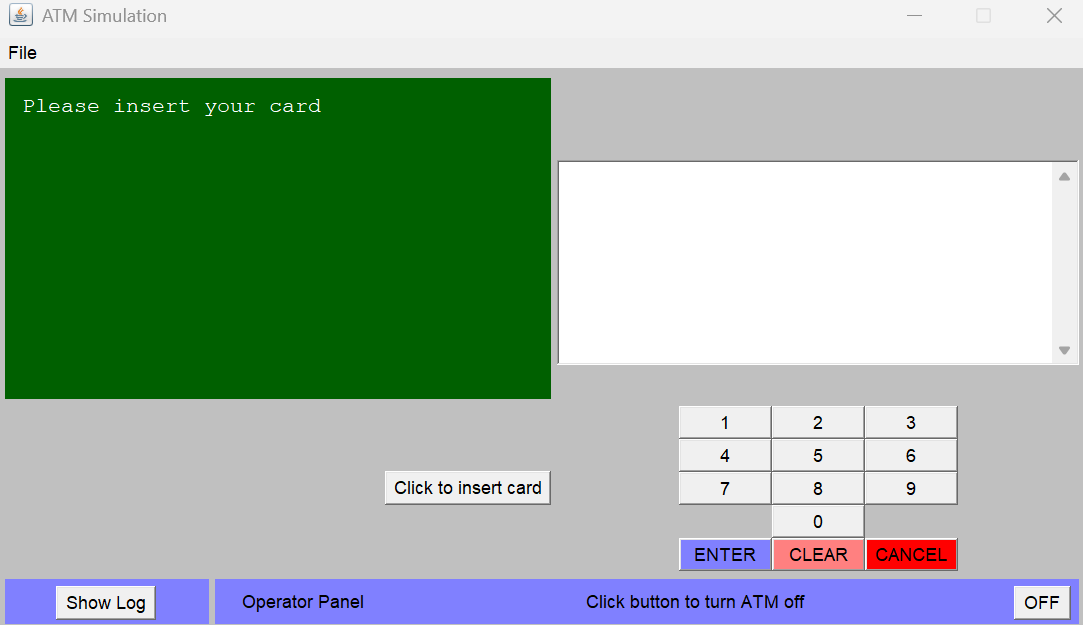 ATM Simulation
File
Please insert your card
Click to insert card
1 2 3
4 5 6
7 8 9
0
ENTER CLEAR CANCEL
Show Log Operator Panel Click button to turn ATM off OFF